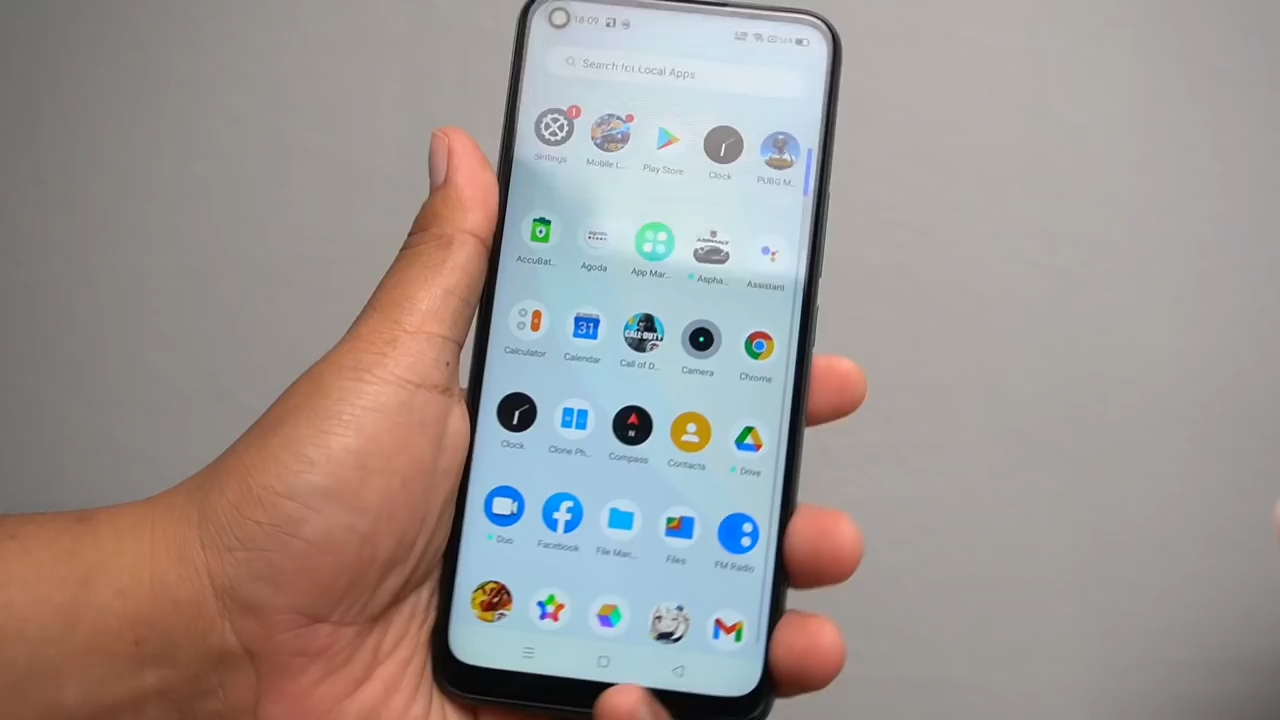 18:09
Search for Local Apps
Settings Mobile L... Play Store Clock PUBG M...
AccuBat... Agoda App Mar... Aspha... Assistant
Calculator Calendar Call of D... Camera Chrome
Clock Clone Ph... Compass Contacts Drive
Duo Facebook File Man... Files FM Radio